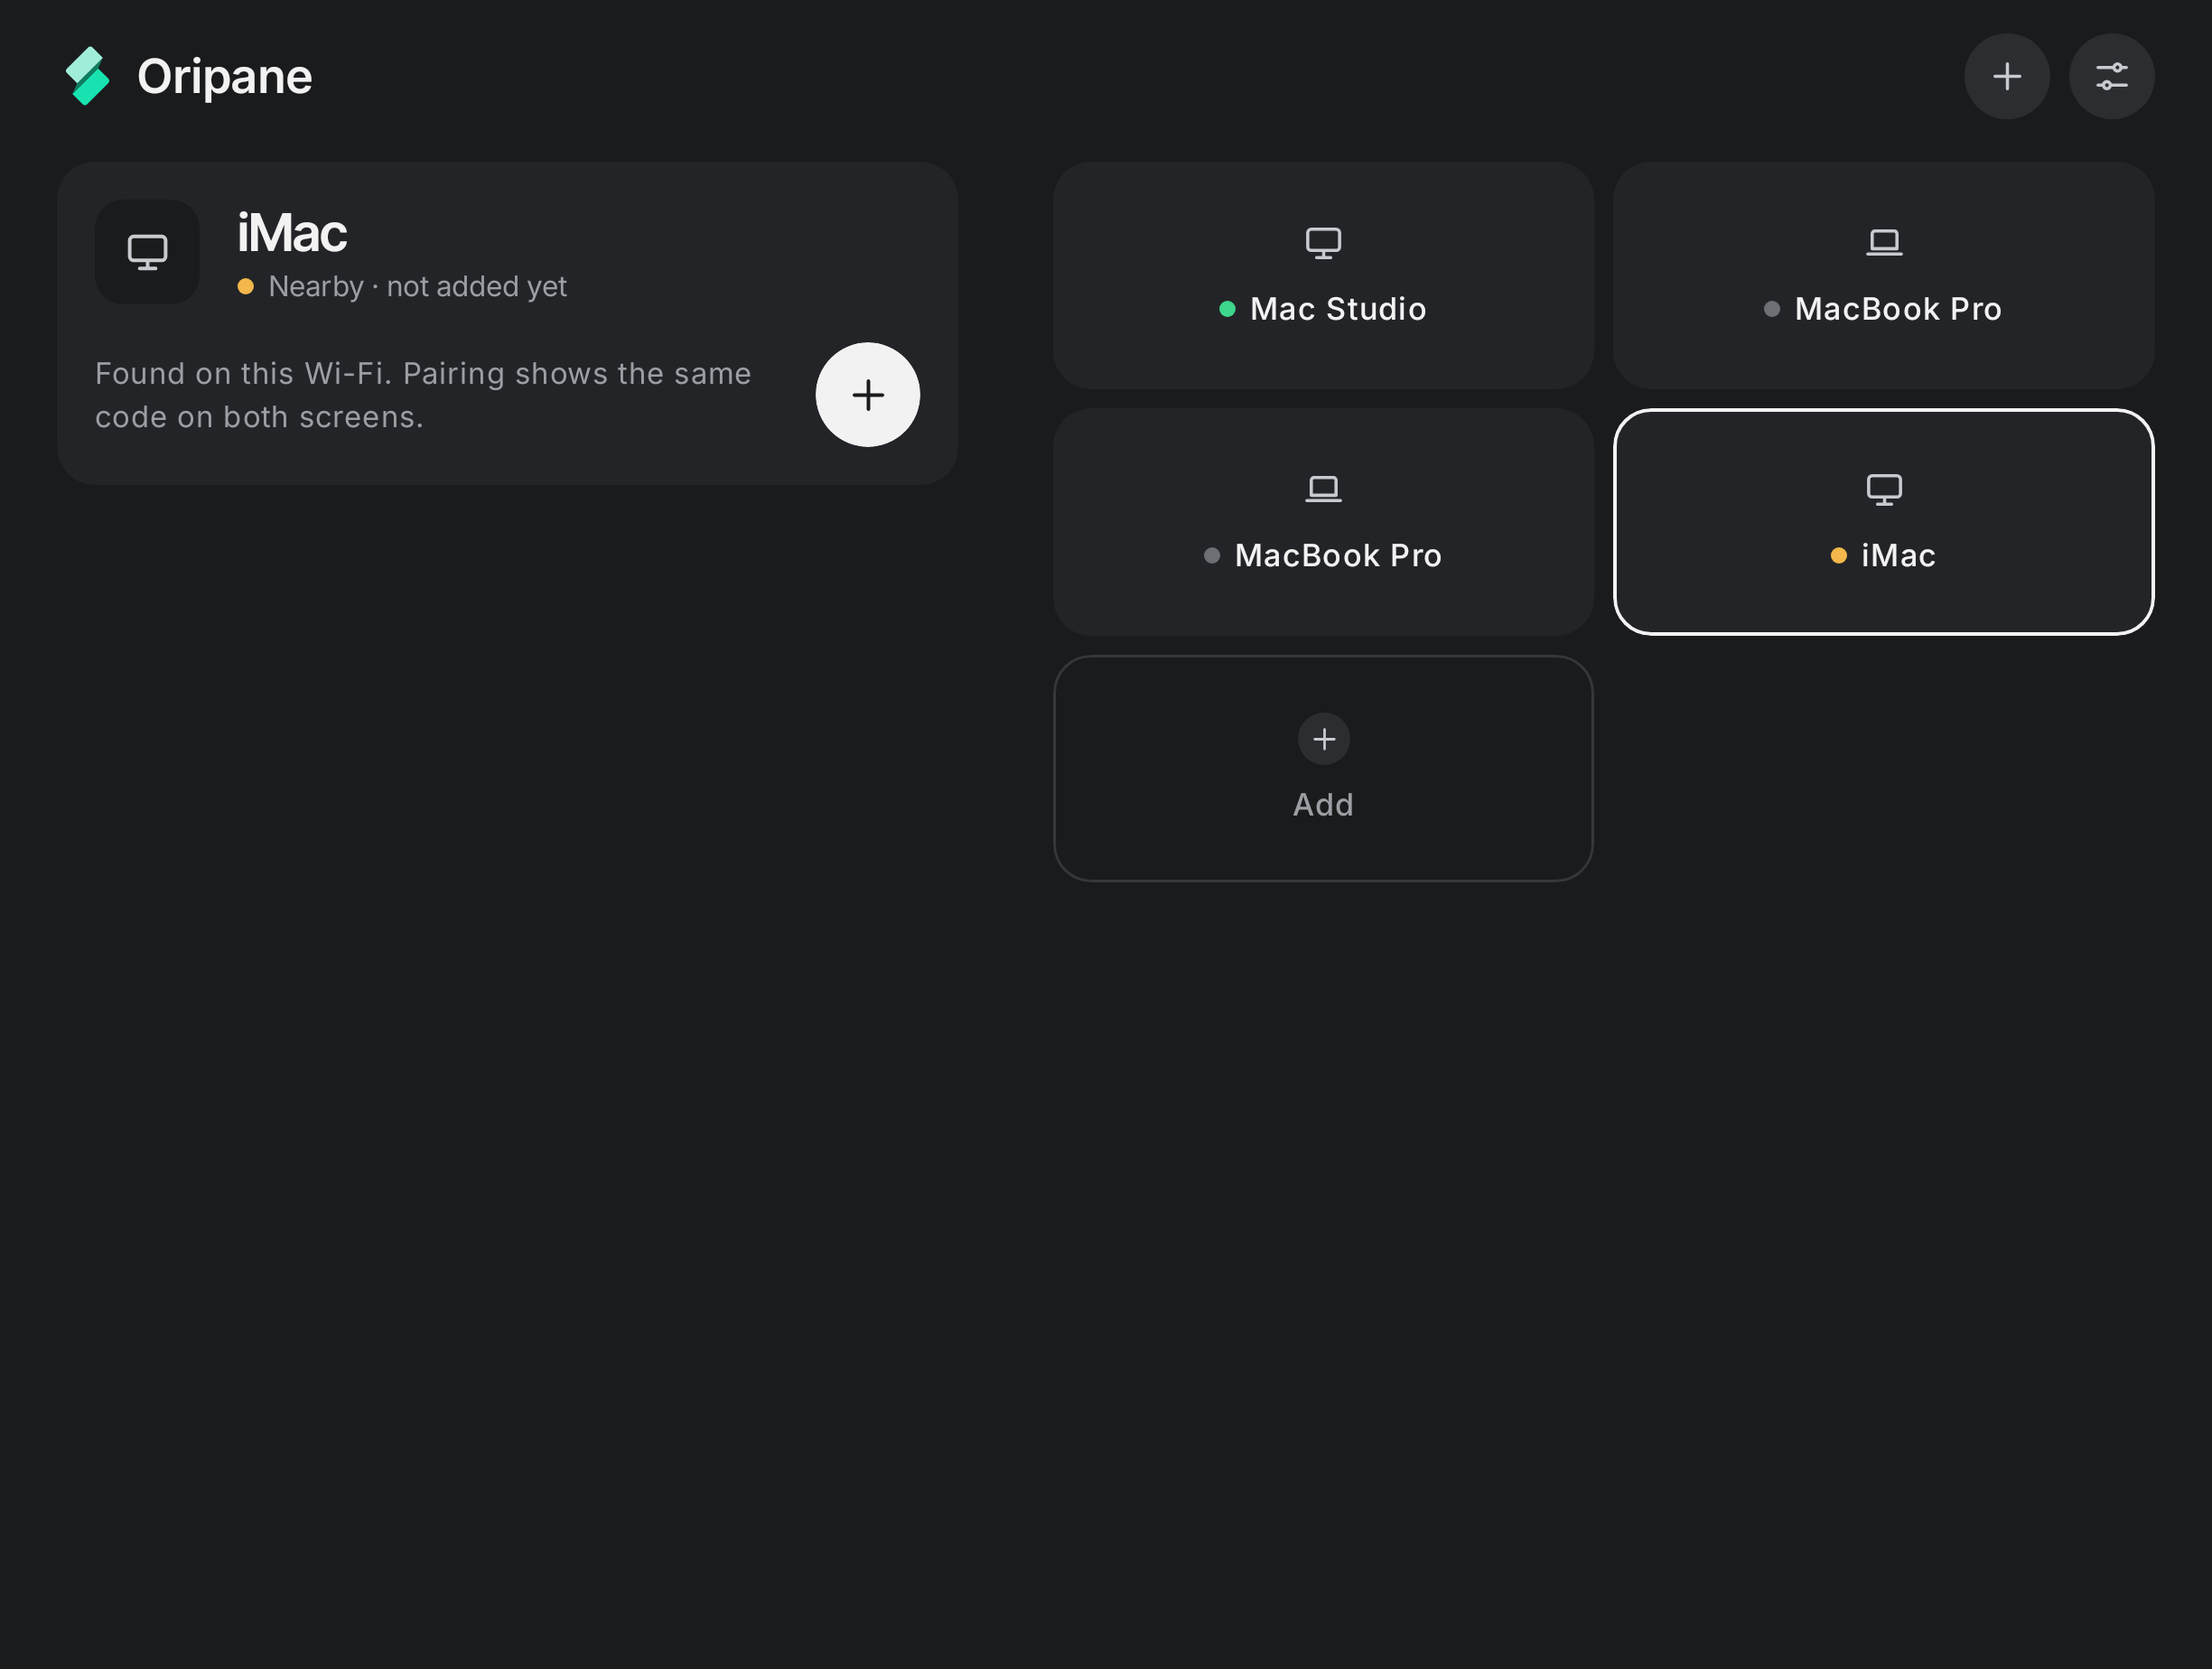 Oripane
iMac
Nearby · not added yet
Found on this Wi-Fi. Pairing shows the same
code on both screens.
Mac Studio
MacBook Pro
MacBook Pro
iMac
Add